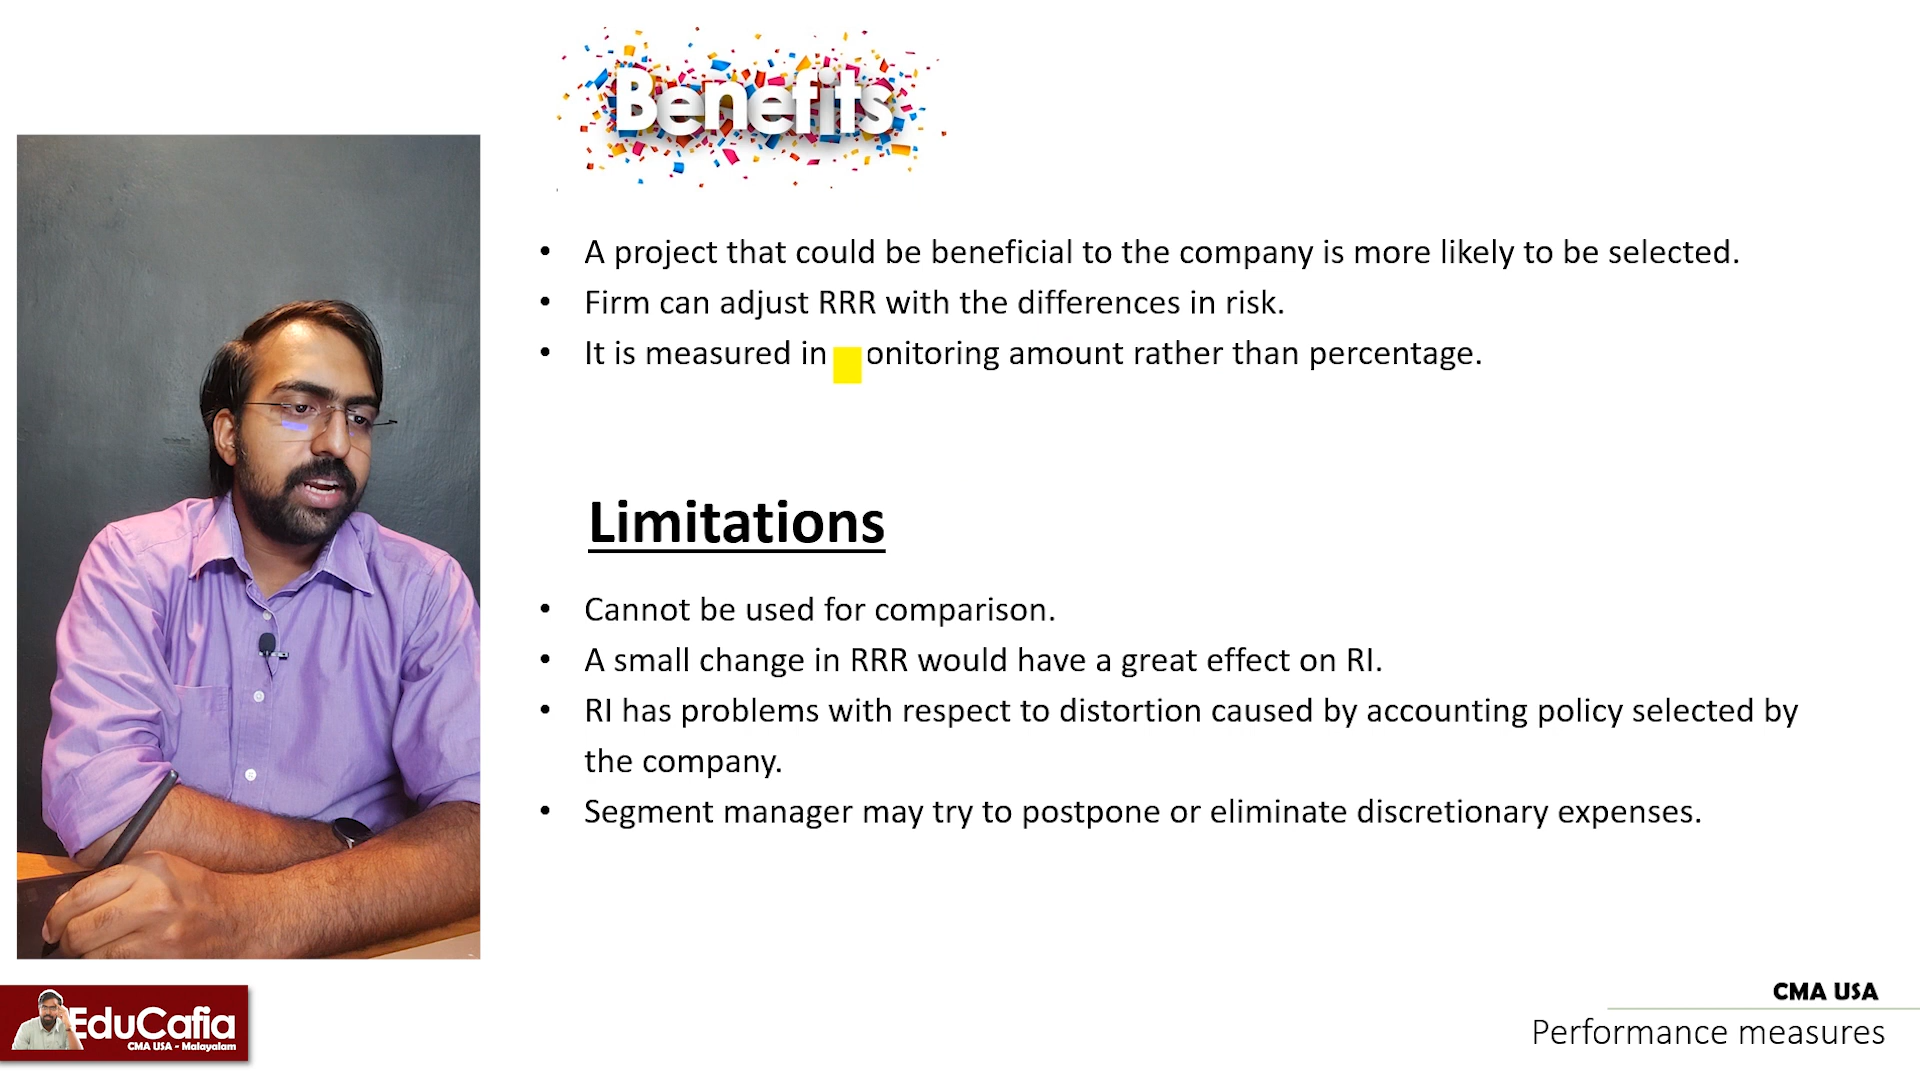 Benefits
• A project that could be beneficial to the company is more likely to be selected.
• Firm can adjust RRR with the differences in risk.
• It is measured in onitoring amount rather than percentage.
Limitations
• Cannot be used for comparison.
• A small change in RRR would have a great effect on RI.
• RI has problems with respect to distortion caused by accounting policy selected by
the company.
• Segment manager may try to postpone or eliminate discretionary expenses.
EduCafia
CMA USA - Malayalam
CMA USA
Performance measures